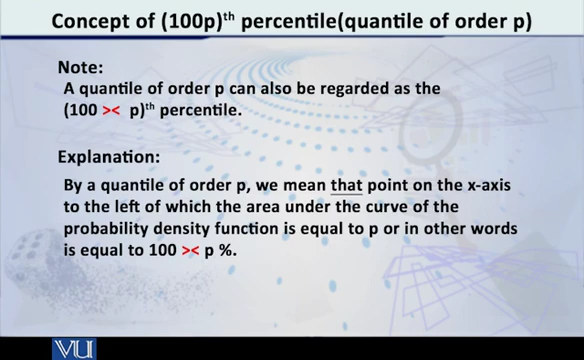 Concept of (100p)th percentile(quantile of order p)
Note:
A quantile of order p can also be regarded as the
(100 >< p)th percentile.
Explanation:
By a quantile of order p, we mean that point on the x-axis
to the left of which the area under the curve of the
probability density function is equal to p or in other words
is equal to 100 >< p %.
VU